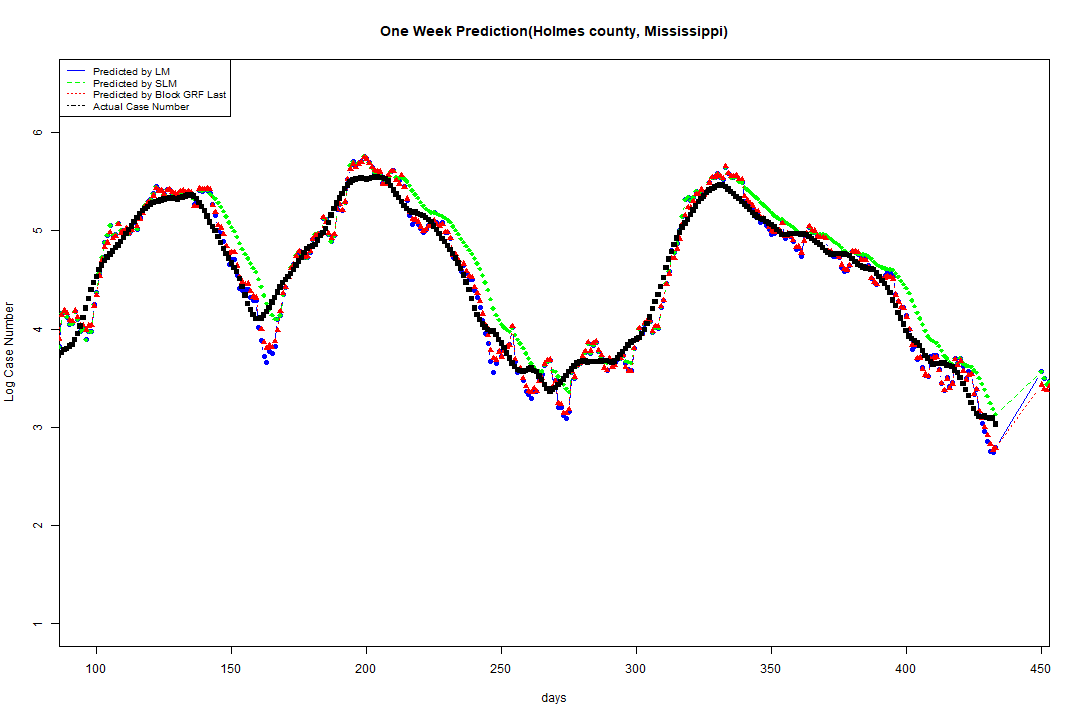 One Week Prediction(Holmes county, Mississippi)
Predicted by LM
Predicted by SLM
Predicted by Block GRF Last
Actual Case Number
6
5
4
3
2
1
Log Case Number
100 150 200 250 300 350 400 450
days